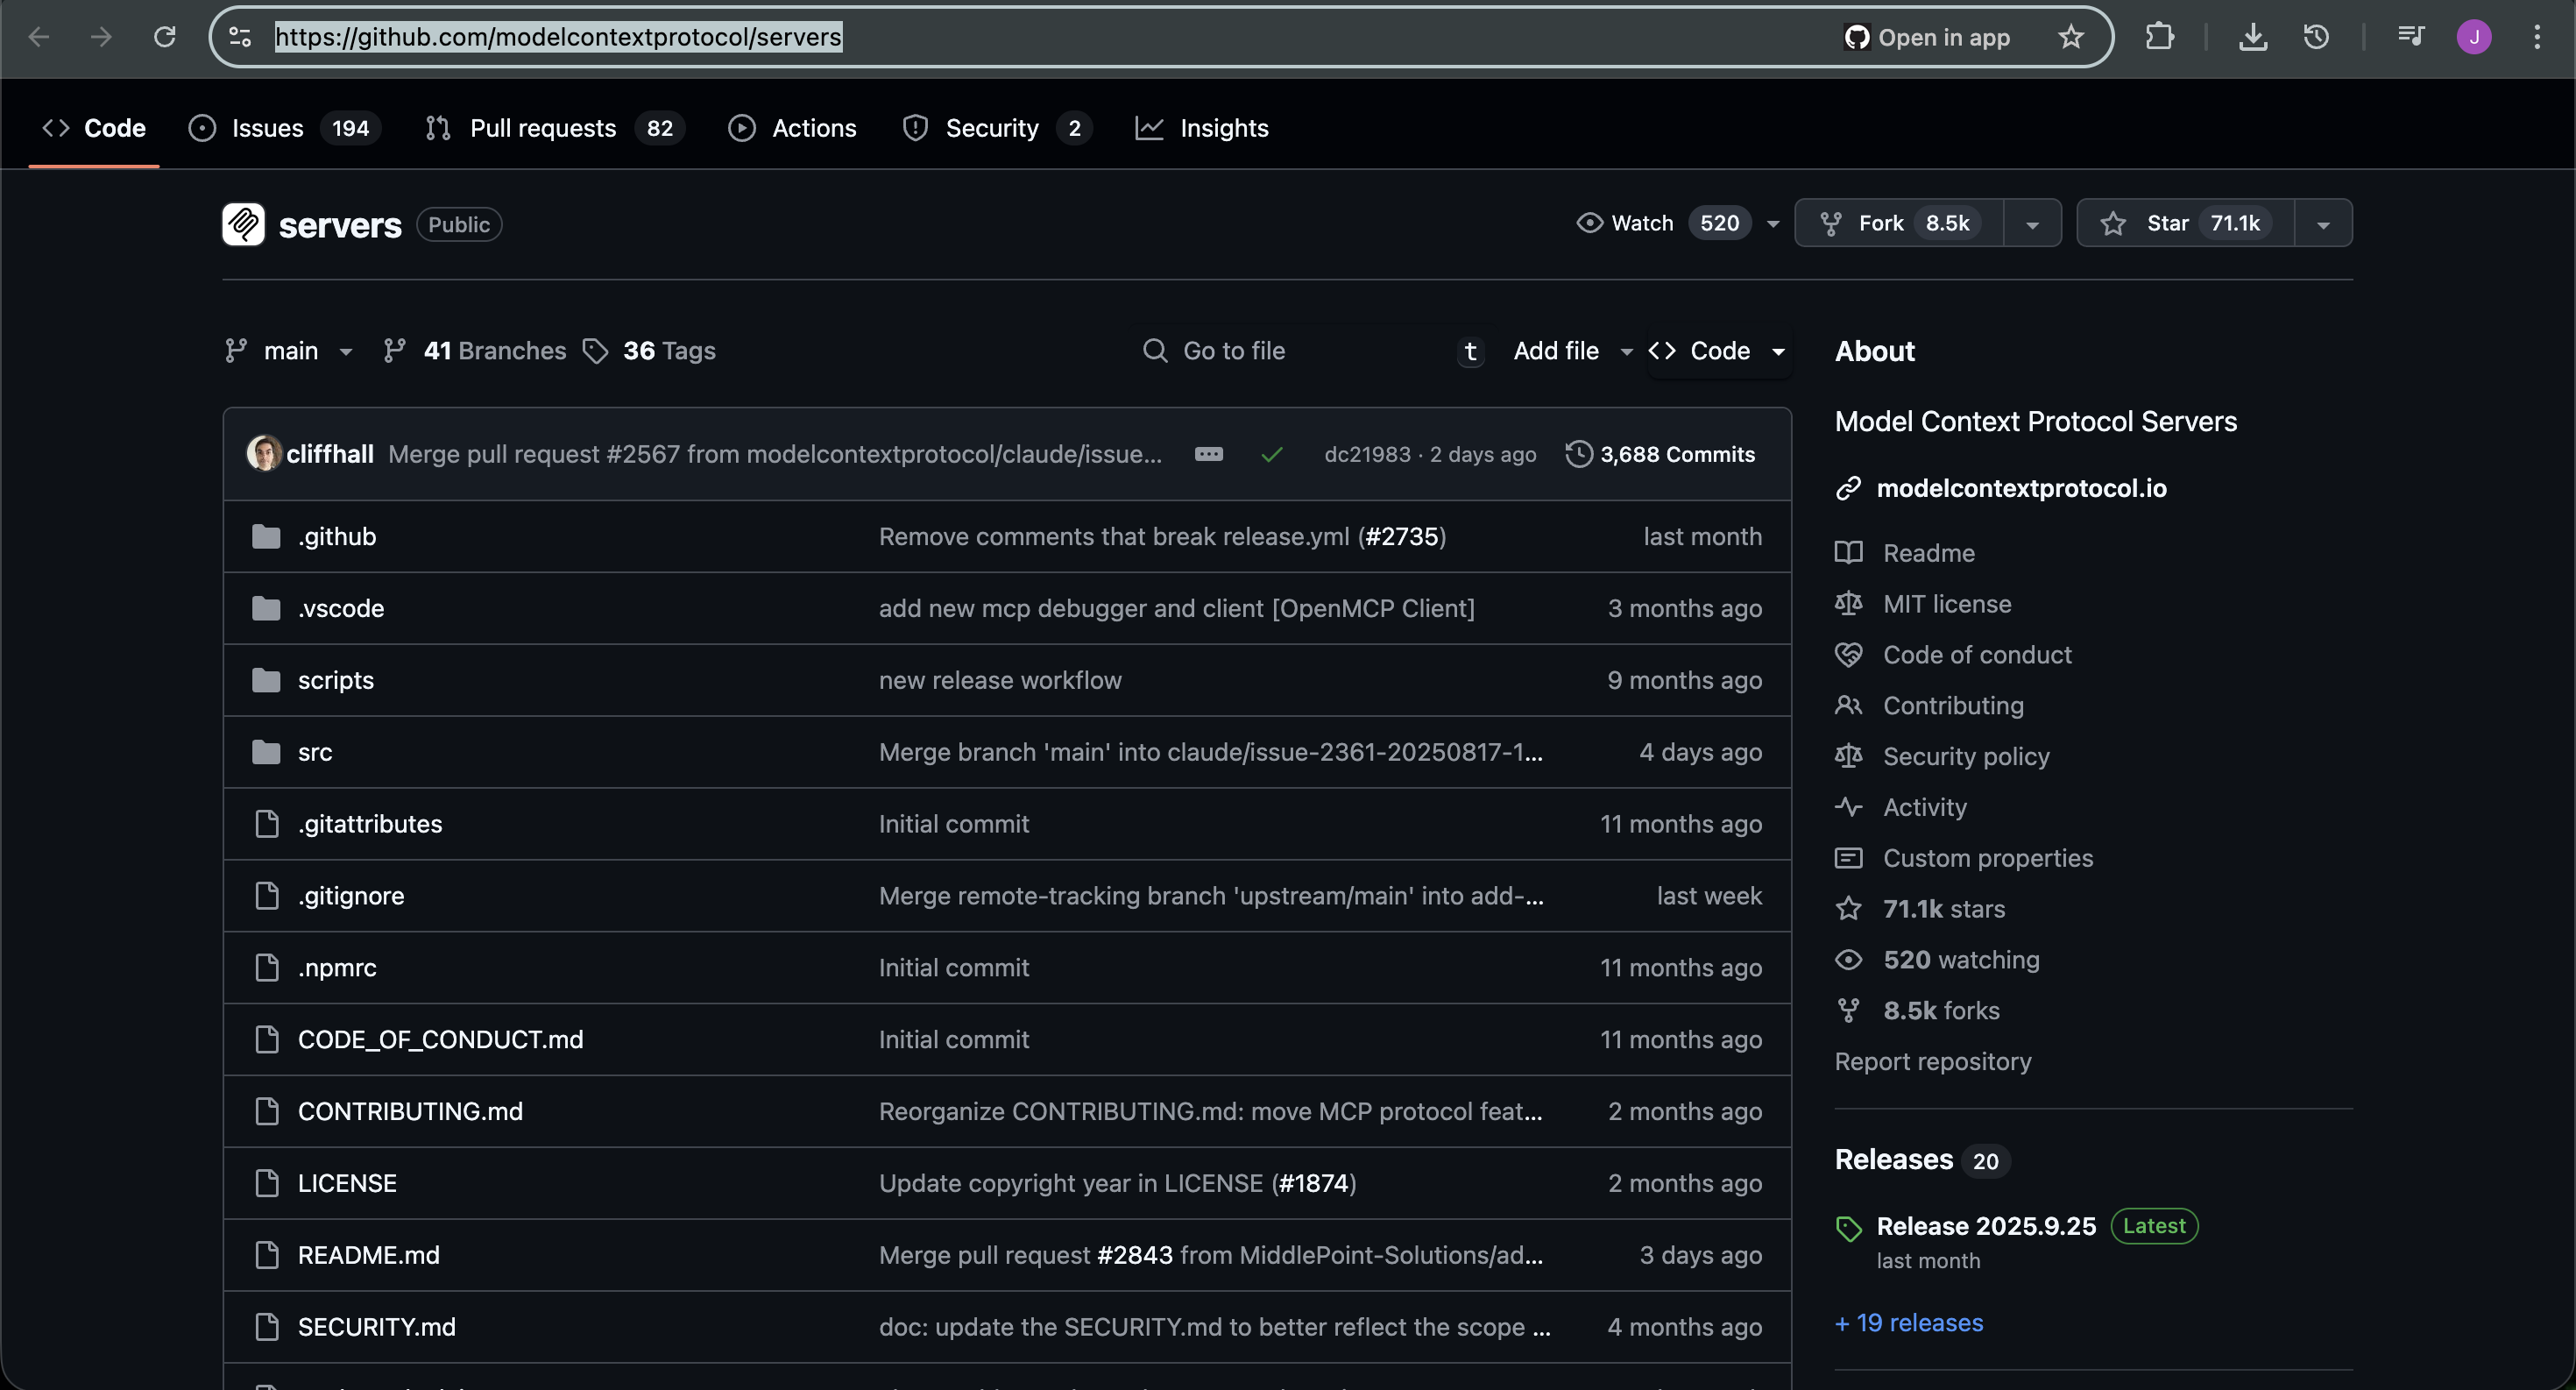 https://github.com/modelcontextprotocol/servers
Open in app
J
Code
Issues 194
Pull requests 82
Actions
Security 2
Insights
servers Public
Watch 520
Fork 8.5k
Star 71.1k
main
41 Branches
36 Tags
Go to file t
Add file
Code
cliffhall Merge pull request #2567 from modelcontextprotocol/claude/issue... dc21983 · 2 days ago 3,688 Commits
.github Remove comments that break release.yml (#2735) last month
.vscode add new mcp debugger and client [OpenMCP Client] 3 months ago
scripts new release workflow 9 months ago
src Merge branch 'main' into claude/issue-2361-20250817-1... 4 days ago
.gitattributes Initial commit 11 months ago
.gitignore Merge remote-tracking branch 'upstream/main' into add-... last week
.npmrc Initial commit 11 months ago
CODE_OF_CONDUCT.md Initial commit 11 months ago
CONTRIBUTING.md Reorganize CONTRIBUTING.md: move MCP protocol feat... 2 months ago
LICENSE Update copyright year in LICENSE (#1874) 2 months ago
README.md Merge pull request #2843 from MiddlePoint-Solutions/ad... 3 days ago
SECURITY.md doc: update the SECURITY.md to better reflect the scope ... 4 months ago
About
Model Context Protocol Servers
modelcontextprotocol.io
Readme
MIT license
Code of conduct
Contributing
Security policy
Activity
Custom properties
71.1k stars
520 watching
8.5k forks
Report repository
Releases 20
Release 2025.9.25 Latest
last month
+ 19 releases